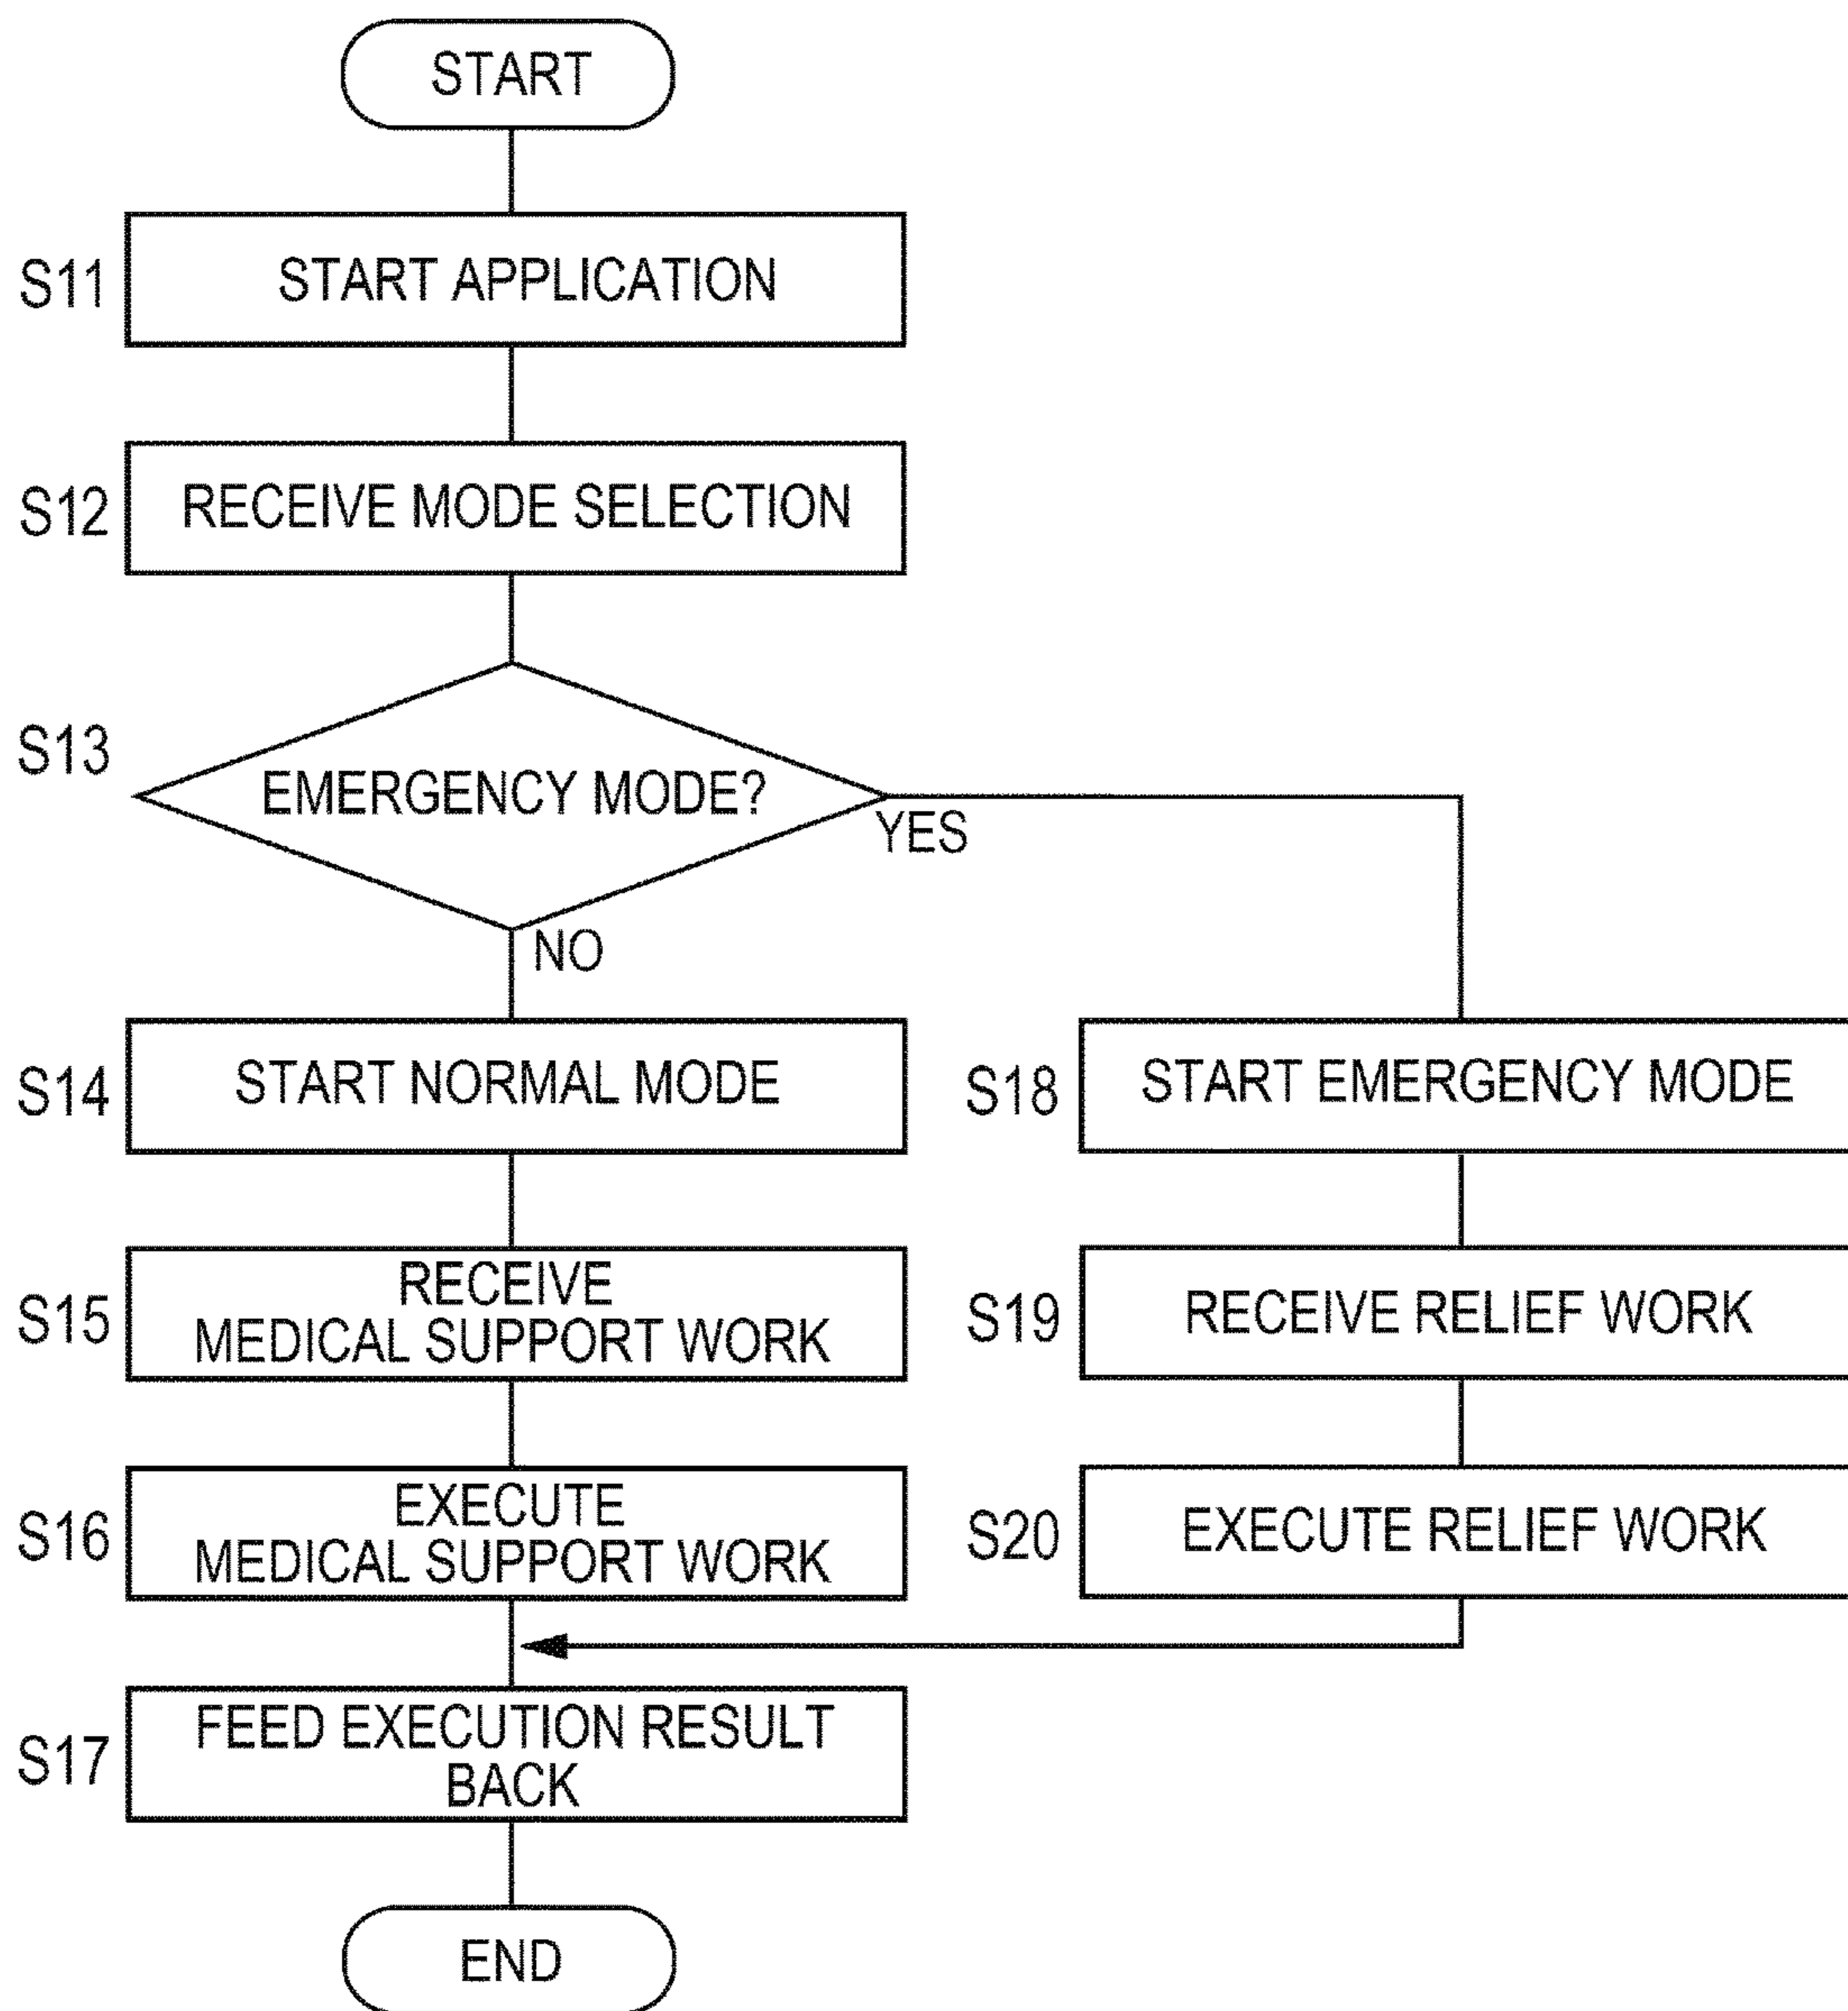 START
S11
START APPLICATION
S12
RECEIVE MODE SELECTION
S13
EMERGENCY MODE?
YES
NO
S14
START NORMAL MODE
S18
START EMERGENCY MODE
S15
RECEIVE
MEDICAL SUPPORT WORK
S19
RECEIVE RELIEF WORK
S16
EXECUTE
MEDICAL SUPPORT WORK
S20
EXECUTE RELIEF WORK
S17
FEED EXECUTION RESULT
BACK
END